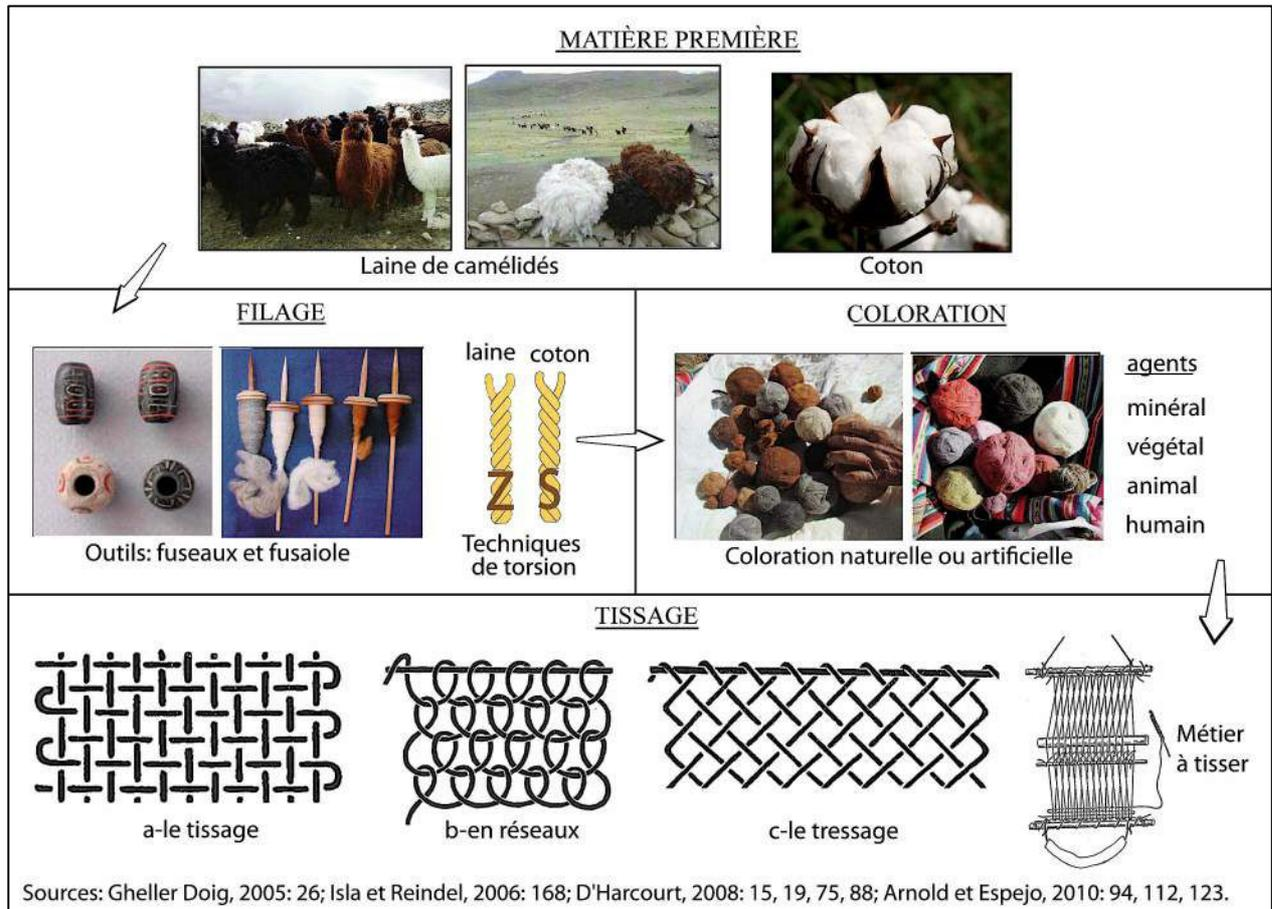 MATIÈRE PREMIÈRE
Laine de camélidés
Coton
FILAGE
laine coton
Z S
Outils: fuseaux et fusaiole
Techniques
de torsion
COLORATION
agents
minéral
végétal
animal
humain
Coloration naturelle ou artificielle
TISSAGE
a-le tissage
b-en réseaux
c-le tressage
Métier
à tisser
Sources: Gheller Doig, 2005: 26; Isla et Reindel, 2006: 168; D'Harcourt, 2008: 15, 19, 75, 88; Arnold et Espejo, 2010: 94, 112, 123.